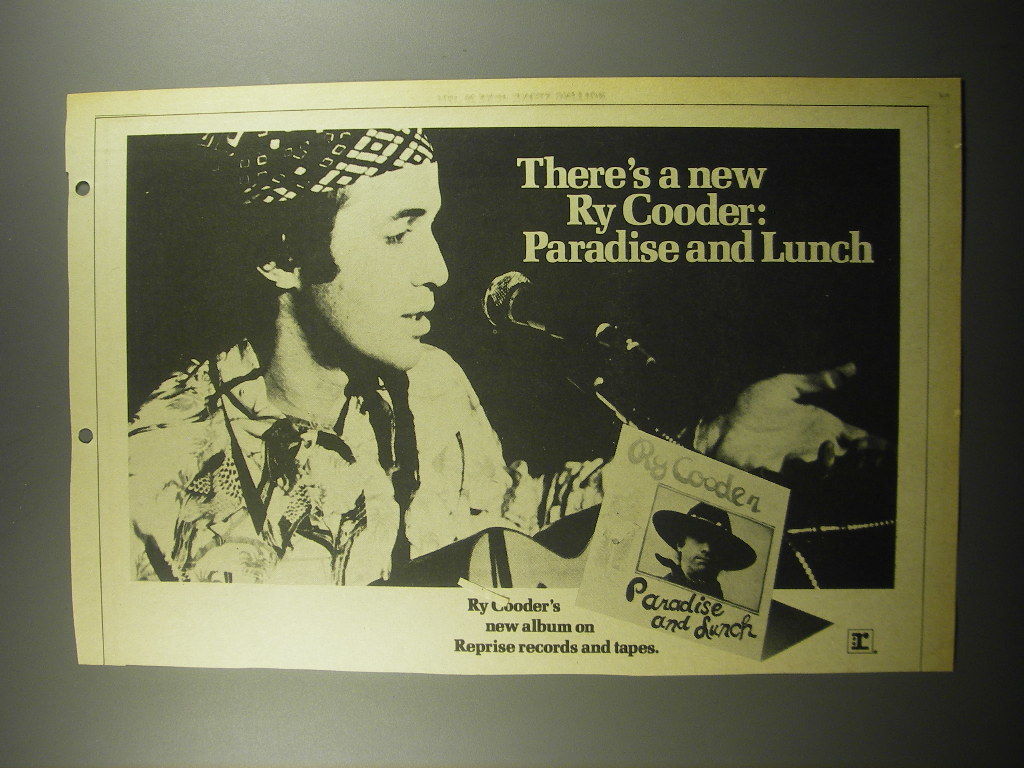 There's a new
Ry Cooder:
Paradise and Lunch
Ry Cooder
Paradise
and Lunch
Ry Cooder's
new album on
Reprise records and tapes.
r